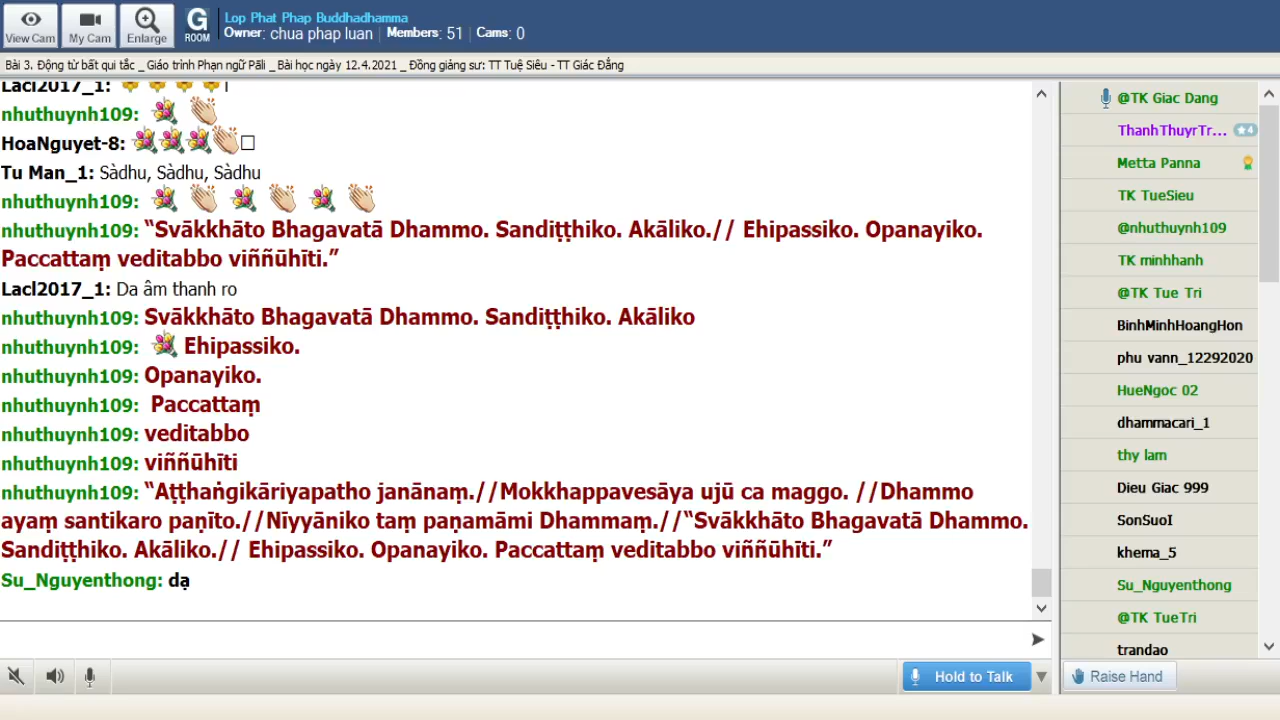 View Cam
My Cam
Enlarge
G
ROOM
Lop Phat Phap Buddhadhamma
Owner: chua phap luan | Members: 51 | Cams: 0
Bài 3. Động từ bất qui tắc _ Giáo trình Phạn ngữ Pāli _ Bài học ngày 12.4.2021 _ Đồng giảng sư: TT Tuệ Siêu - TT Giác Đẳng
Lacl2017_1:
nhuthuynh109:
HoaNguyet-8:
Tu Man_1: Sàdhu, Sàdhu, Sàdhu
nhuthuynh109:
nhuthuynh109: “Svākkhāto Bhagavatā Dhammo. Sandiṭṭhiko. Akāliko.// Ehipassiko. Opanayiko.
Paccattaṃ veditabbo viññūhīti.”
Lacl2017_1: Da âm thanh ro
nhuthuynh109: Svākkhāto Bhagavatā Dhammo. Sandiṭṭhiko. Akāliko
nhuthuynh109: Ehipassiko.
nhuthuynh109: Opanayiko.
nhuthuynh109: Paccattaṃ
nhuthuynh109: veditabbo
nhuthuynh109: viññūhīti
nhuthuynh109: “Aṭṭhaṅgikāriyapatho janānaṃ.//Mokkhappavesāya ujū ca maggo. //Dhammo
ayaṃ santikaro paṇīto.//Nīyyāniko taṃ paṇamāmi Dhammaṃ.//“Svākkhāto Bhagavatā Dhammo.
Sandiṭṭhiko. Akāliko.// Ehipassiko. Opanayiko. Paccattaṃ veditabbo viññūhīti.”
Su_Nguyenthong: dạ
Hold to Talk
@TK Giac Dang
ThanhThuyrTr... 4
Metta Panna
TK TueSieu
@nhuthuynh109
TK minhhanh
@TK Tue Tri
BinhMinhHoangHon
phu vann_12292020
HueNgoc 02
dhammacari_1
thy lam
Dieu Giac 999
SonSuoI
khema_5
Su_Nguyenthong
@TK TueTri
trandao
Raise Hand